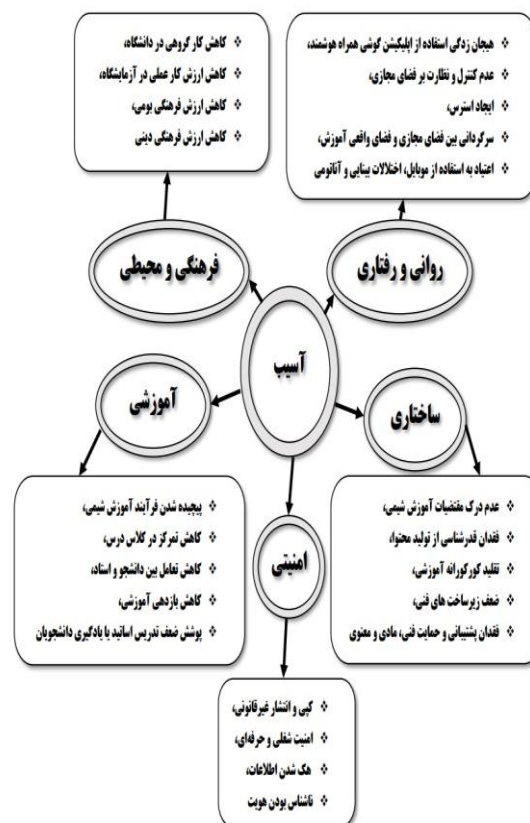 ❖ هیجان زدگی استفاده از اپلیکیشن گوشی همراه هوشمند،
❖ عدم کنترل و نظارت بر فضای مجازی،
❖ ایجاد استرس،
❖ سرگردانی بین فضای مجازی و فضای واقعی آموزش،
❖ اعتیاد به استفاده از موبایل، اختلالات بینایی و آناتومی
❖ کاهش کار گروهی در دانشگاه،
❖ کاهش ارزش کار عملی در آزمایشگاه،
❖ کاهش ارزش فرهنگی بومی،
❖ کاهش ارزش فرهنگی دینی
روانی و رفتاری
فرهنگی و محیطی
آسیب
ساختاری
آموزشی
امنیتی
❖ عدم درک مقتضیات آموزش شیمی،
❖ فقدان قدرشناسی از تولید محتوا،
❖ تقلید کورکورانه آموزشی،
❖ ضعف زیرساخت های فنی،
❖ فقدان پشتیبانی و حمایت فنی، مادی و معنوی
❖ پیچیده شدن فرآیند آموزش شیمی،
❖ کاهش تمرکز در کلاس درس،
❖ کاهش تعامل بین دانشجو و استاد،
❖ کاهش بازدهی آموزشی،
❖ پوشش ضعف تدریس اساتید یا یادگیری دانشجویان
❖ کپی و انتشار غیرقانونی،
❖ امنیت شغلی و حرفه‌ای،
❖ هک شدن اطلاعات،
❖ ناشناس بودن هویت